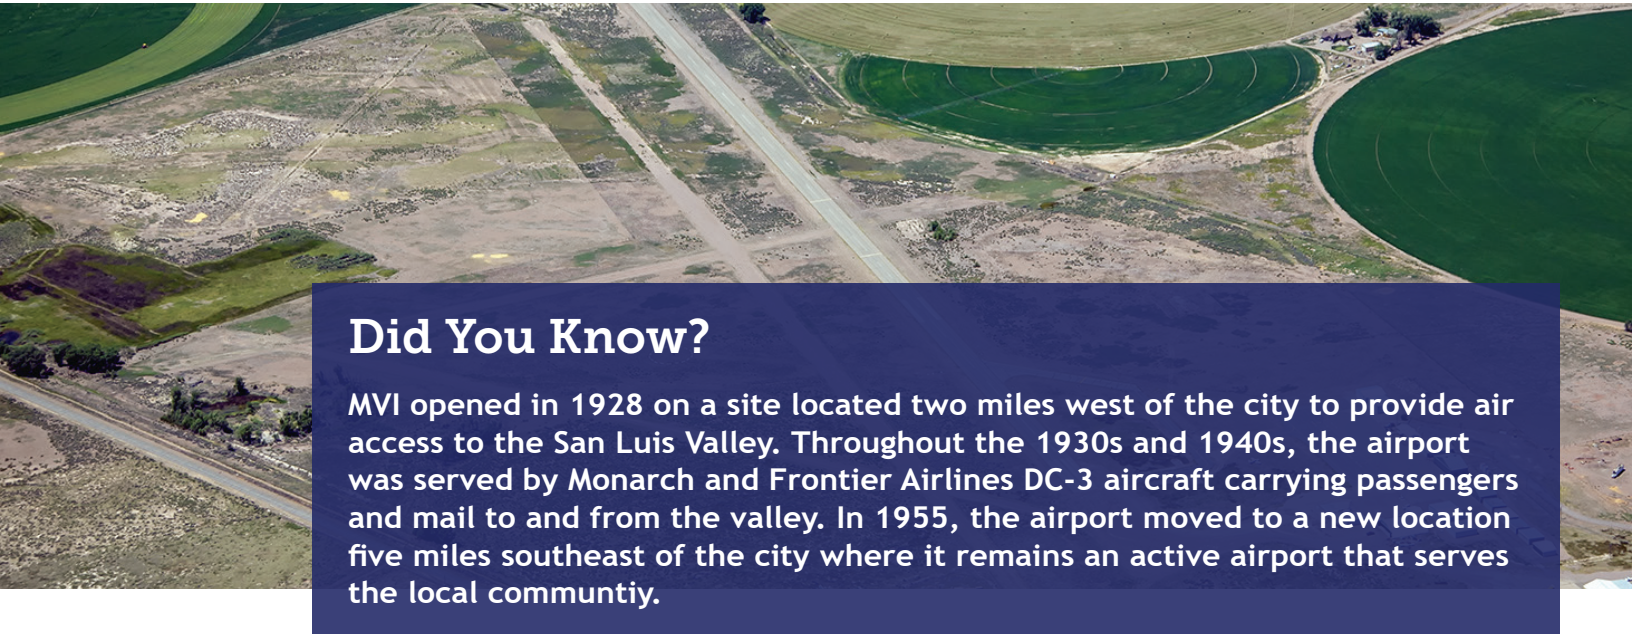 Did You Know?
MVI opened in 1928 on a site located two miles west of the city to provide air
access to the San Luis Valley. Throughout the 1930s and 1940s, the airport
was served by Monarch and Frontier Airlines DC-3 aircraft carrying passengers
and mail to and from the valley. In 1955, the airport moved to a new location
five miles southeast of the city where it remains an active airport that serves
the local communtiy.